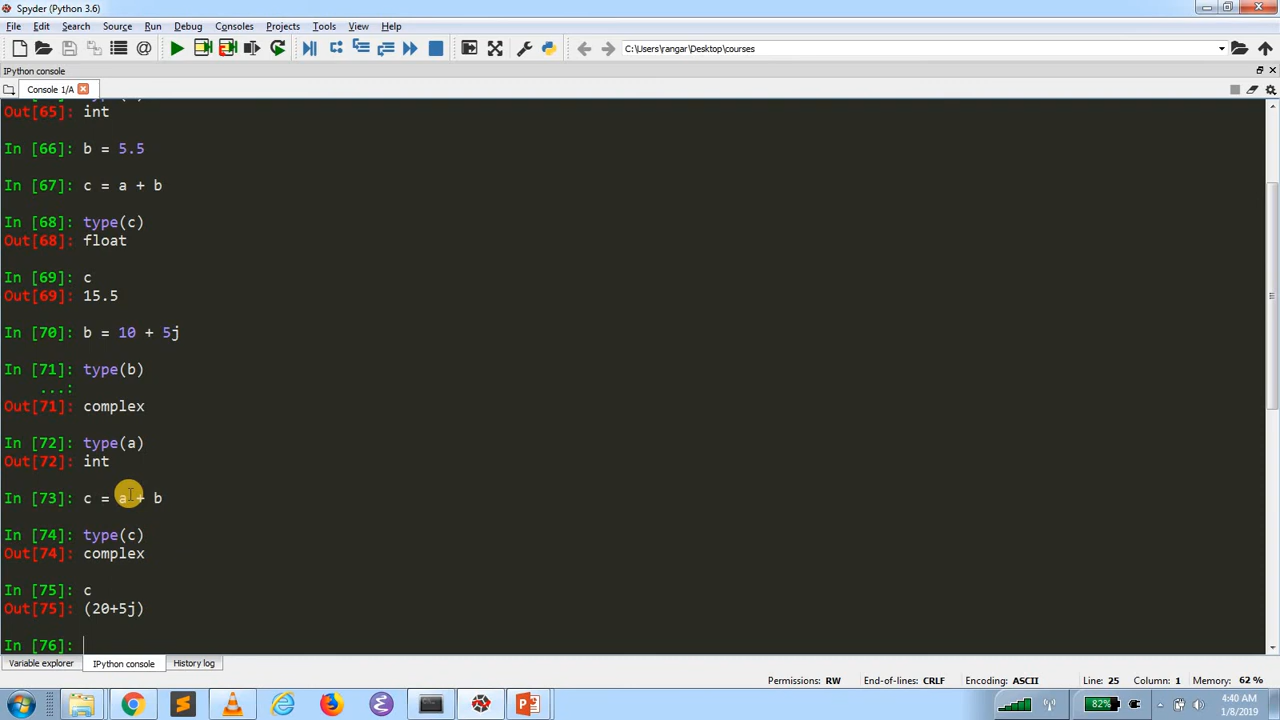 Spyder (Python 3.6)
File Edit Search Source Run Debug Consoles Projects Tools View Help
C:\Users\rangar\Desktop\courses
IPython console
Console 1/A
Out[65]: int
In [66]: b = 5.5
In [67]: c = a + b
In [68]: type(c)
Out[68]: float
In [69]: c
Out[69]: 15.5
In [70]: b = 10 + 5j
In [71]: type(b)
...:
Out[71]: complex
In [72]: type(a)
Out[72]: int
In [73]: c = a + b
In [74]: type(c)
Out[74]: complex
In [75]: c
Out[75]: (20+5j)
In [76]:
Variable explorer IPython console History log
Permissions: RW End-of-lines: CRLF Encoding: ASCII Line: 25 Column: 1 Memory: 62 %
82% 4:40 AM
1/8/2019